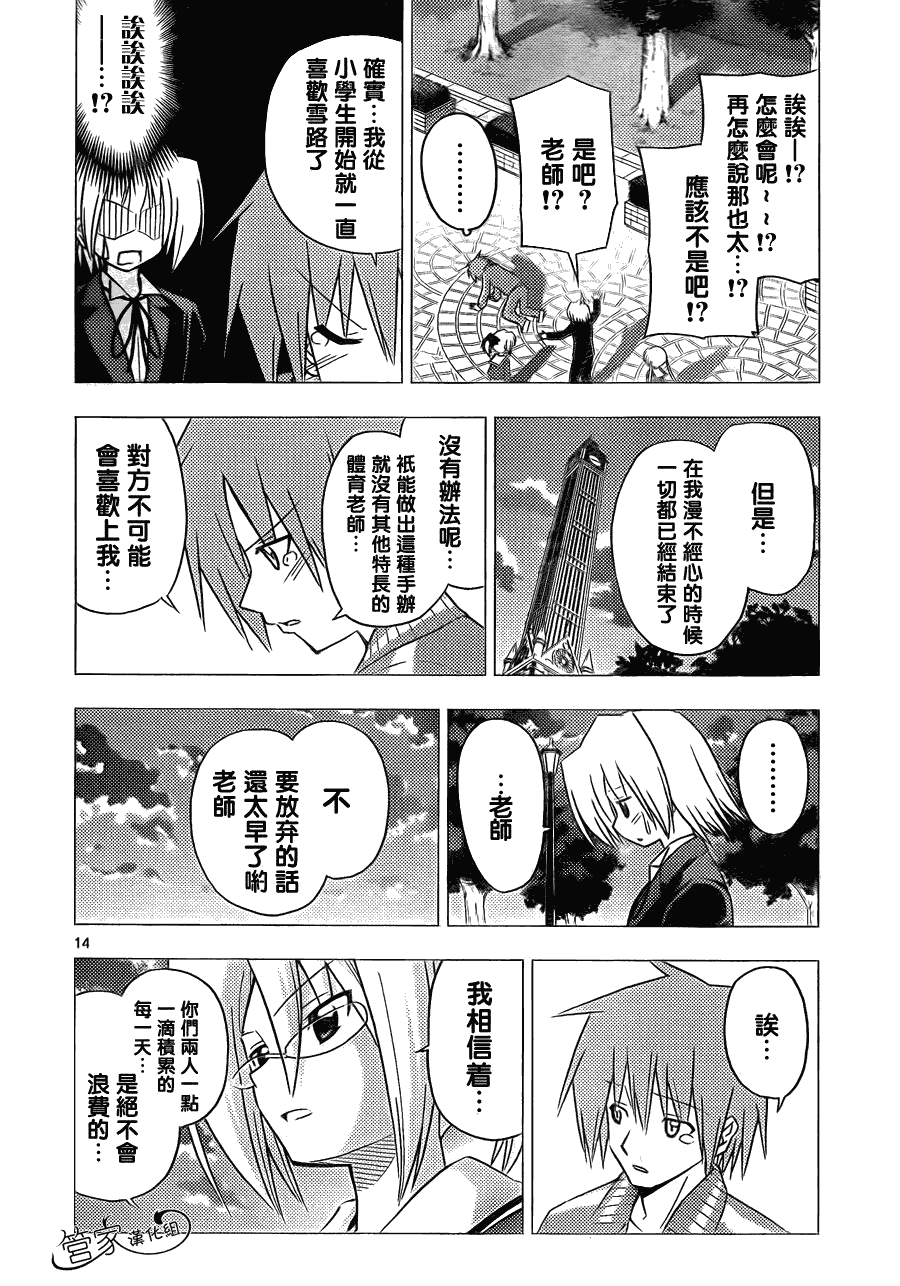 誒誒—!?
怎麼會呢~~!?
再怎麼說那也太…!?
應該不是吧!?
是吧?
老師!?
………
確實…我從
小學生開始就一直
喜歡雪路了
誒誒誒誒
—…!?
但是…
在我漫不經心的時候
一切都已經結束了
沒有辦法呢…
祇能做出這種手辦
就沒有其他特長的
體育老師…
對方不可能
會喜歡上我…
………
…老師
不
要放弃的話
還太早了喲
老師
誒…
我相信着…
你們兩人一點
一滴積累的
每一天…
是絕不會
浪費的…
14
管家漢化組